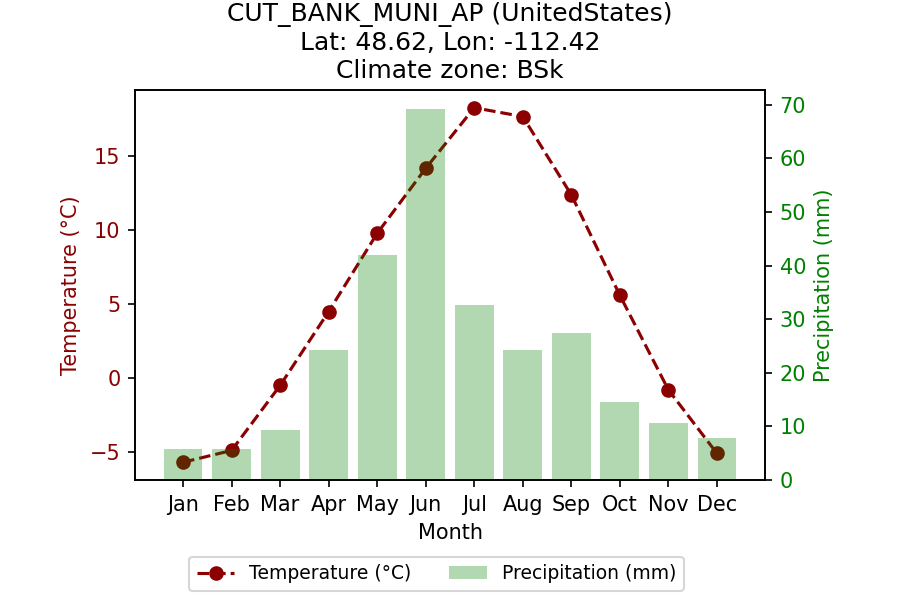 CUT_BANK_MUNI_AP (UnitedStates)
Lat: 48.62, Lon: -112.42
Climate zone: BSk
Temperature (°C)
15
10
5
0
−5
70
60
50
40
30
20
10
0
Precipitation (mm)
Jan Feb Mar Apr May Jun Jul Aug Sep Oct Nov Dec
Month
Temperature (°C) Precipitation (mm)